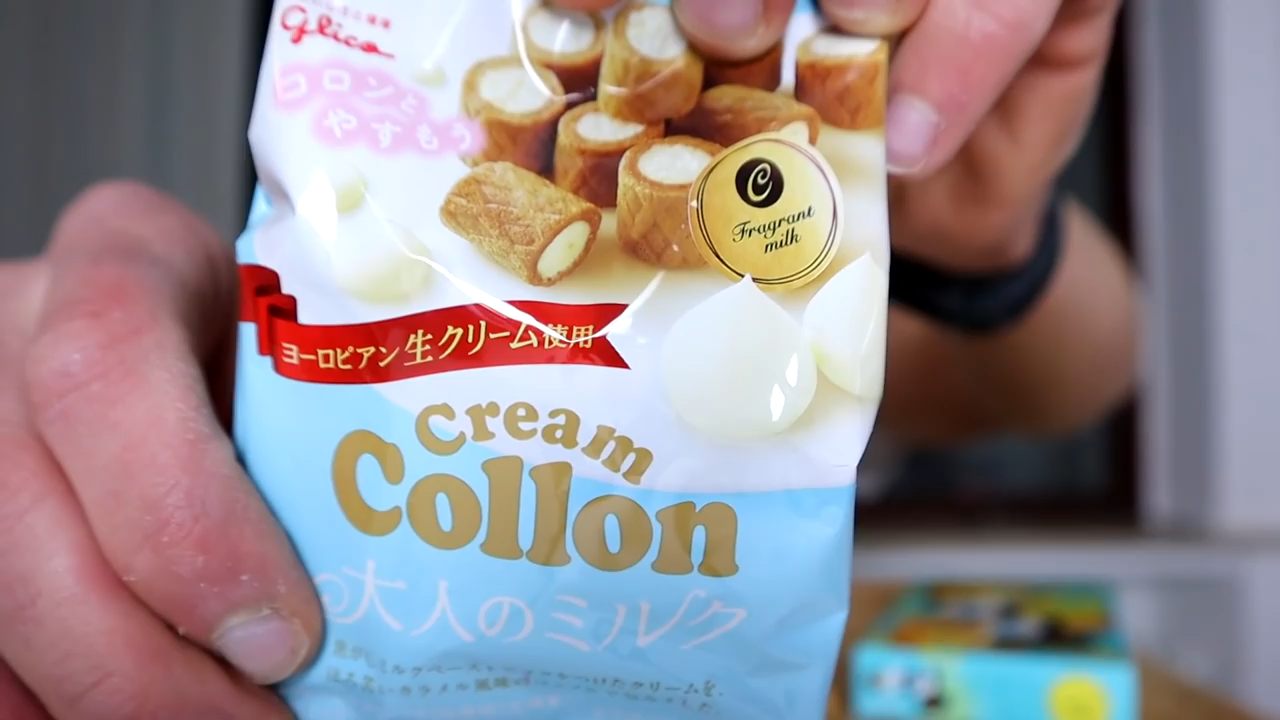 Glico
コロンと
やすもう
C
Fragrant
milk
ヨーロピアン生クリーム使用
Cream
Collon
大人のミルク